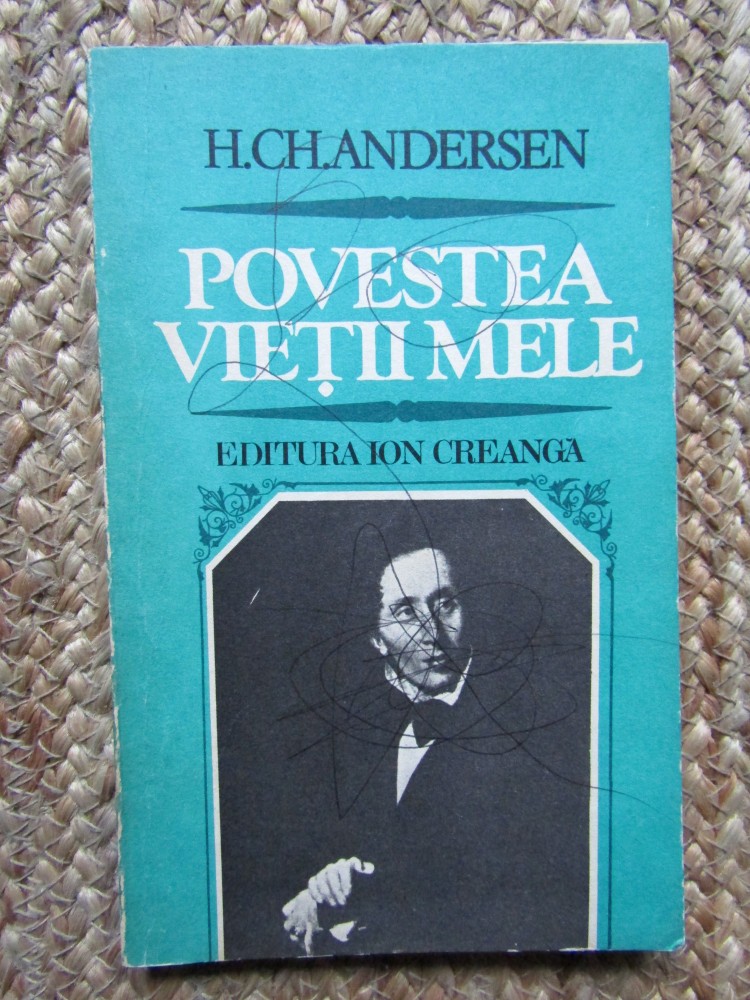 H.CH.ANDERSEN
POVESTEA
VIEȚII MELE
EDITURA ION CREANGĂ